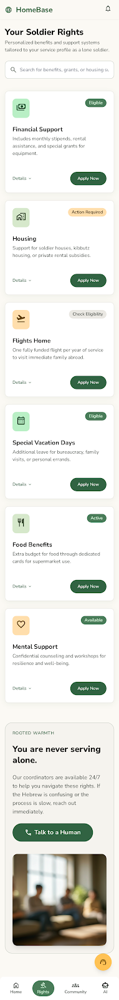 HomeBase
Your Soldier Rights
Personalized benefits and support systems
tailored to your service profile as a lone soldier.
Search for benefits, grants, or housing su
Eligible
Financial Support
Includes monthly stipends, rental
assistance, and special grants for
equipment.
Details
Apply Now
Action Required
Housing
Support for soldier houses, kibbutz
housing, or private rental subsidies.
Details
Apply Now
Check Eligibility
Flights Home
One fully funded flight per year of service
to visit immediate family abroad.
Details
Apply Now
Eligible
Special Vacation Days
Additional leave for bureaucracy, family
visits, or personal errands.
Details
Apply Now
Active
Food Benefits
Extra budget for food through dedicated
cards for supermarket use.
Details
Apply Now
Available
Mental Support
Confidential counseling and workshops for
resilience and well-being.
Details
Apply Now
ROOTED WARMTH
You are never serving
alone.
Our coordinators are available 24/7
to help you navigate these rights. If
the Hebrew is confusing or the
process is slow, reach out
immediately.
Talk to a Human
Home
Rights
Community
AI